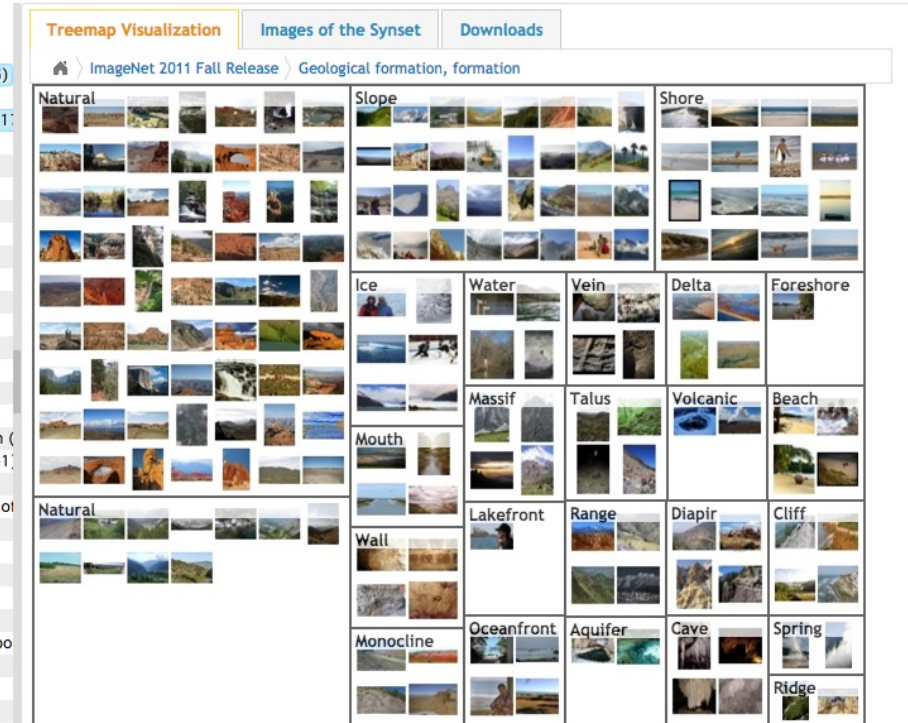 Treemap Visualization
Images of the Synset
Downloads
ImageNet 2011 Fall Release
Geological formation, formation
Natural
Slope
Shore
Ice
Water
Vein
Delta
Foreshore
Massif
Talus
Volcanic
Beach
Mouth
Natural
Lakefront
Range
Diapir
Cliff
Wall
Monocline
Oceanfront
Aquifer
Cave
Spring
Ridge